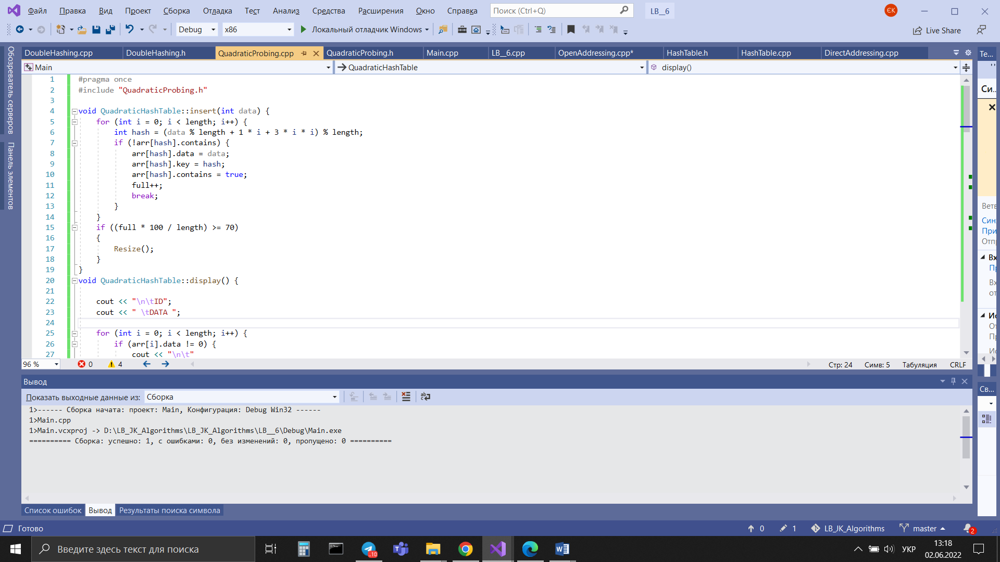 Файл Правка Вид Проект Сборка Отладка Тест Анализ Средства Расширения Окно Справка Поиск (Ctrl+Q) LB__6 ЄК
Debug x86 Локальный отладчик Windows Live Share
DoubleHashing.cpp DoubleHashing.h QuadraticProbing.cpp QuadraticProbing.h Main.cpp LB__6.cpp OpenAddressing.cpp* HashTable.h HashTable.cpp DirectAddressing.cpp Те...
Обозреватель серверов
Панель элементов
Main QuadraticHashTable display()
1 #pragma once
2 #include "QuadraticProbing.h"
3
4 void QuadraticHashTable::insert(int data) {
5 for (int i = 0; i < length; i++) {
6 int hash = (data % length + 1 * i + 3 * i * i) % length;
7 if (!arr[hash].contains) {
8 arr[hash].data = data;
9 arr[hash].key = hash;
10 arr[hash].contains = true;
11 full++;
12 break;
13 }
14 }
15 if ((full * 100 / length) >= 70)
16 {
17 Resize();
18 }
19 }
20 void QuadraticHashTable::display() {
21
22 cout << "\n\tID";
23 cout << " \tDATA ";
24
25 for (int i = 0; i < length; i++) {
26 if (arr[i].data != 0) {
27 cout << "\n\t"
Си...
Ветв
Син
При
Отп
Вх
Пр
Вх
от
Ис
От
Пр
Ис
96 % 0 4 Стр: 24 Симв: 5 Табуляция CRLF
Вывод
Св...
Показать выходные данные из: Сборка
1>------ Сборка начата: проект: Main, Конфигурация: Debug Win32 ------
1>Main.cpp
1>Main.vcxproj -> D:\LB_JK_Algorithms\LB_JK_Algorithms\LB__6\Debug\Main.exe
========== Сборка: успешно: 1, с ошибками: 0, без изменений: 0, пропущено: 0 ==========
Список ошибок Вывод Результаты поиска символа
Готово 0 1 LB_JK_Algorithms master 2
Введите здесь текст для поиска ..10 УКР 13:18
02.06.2022